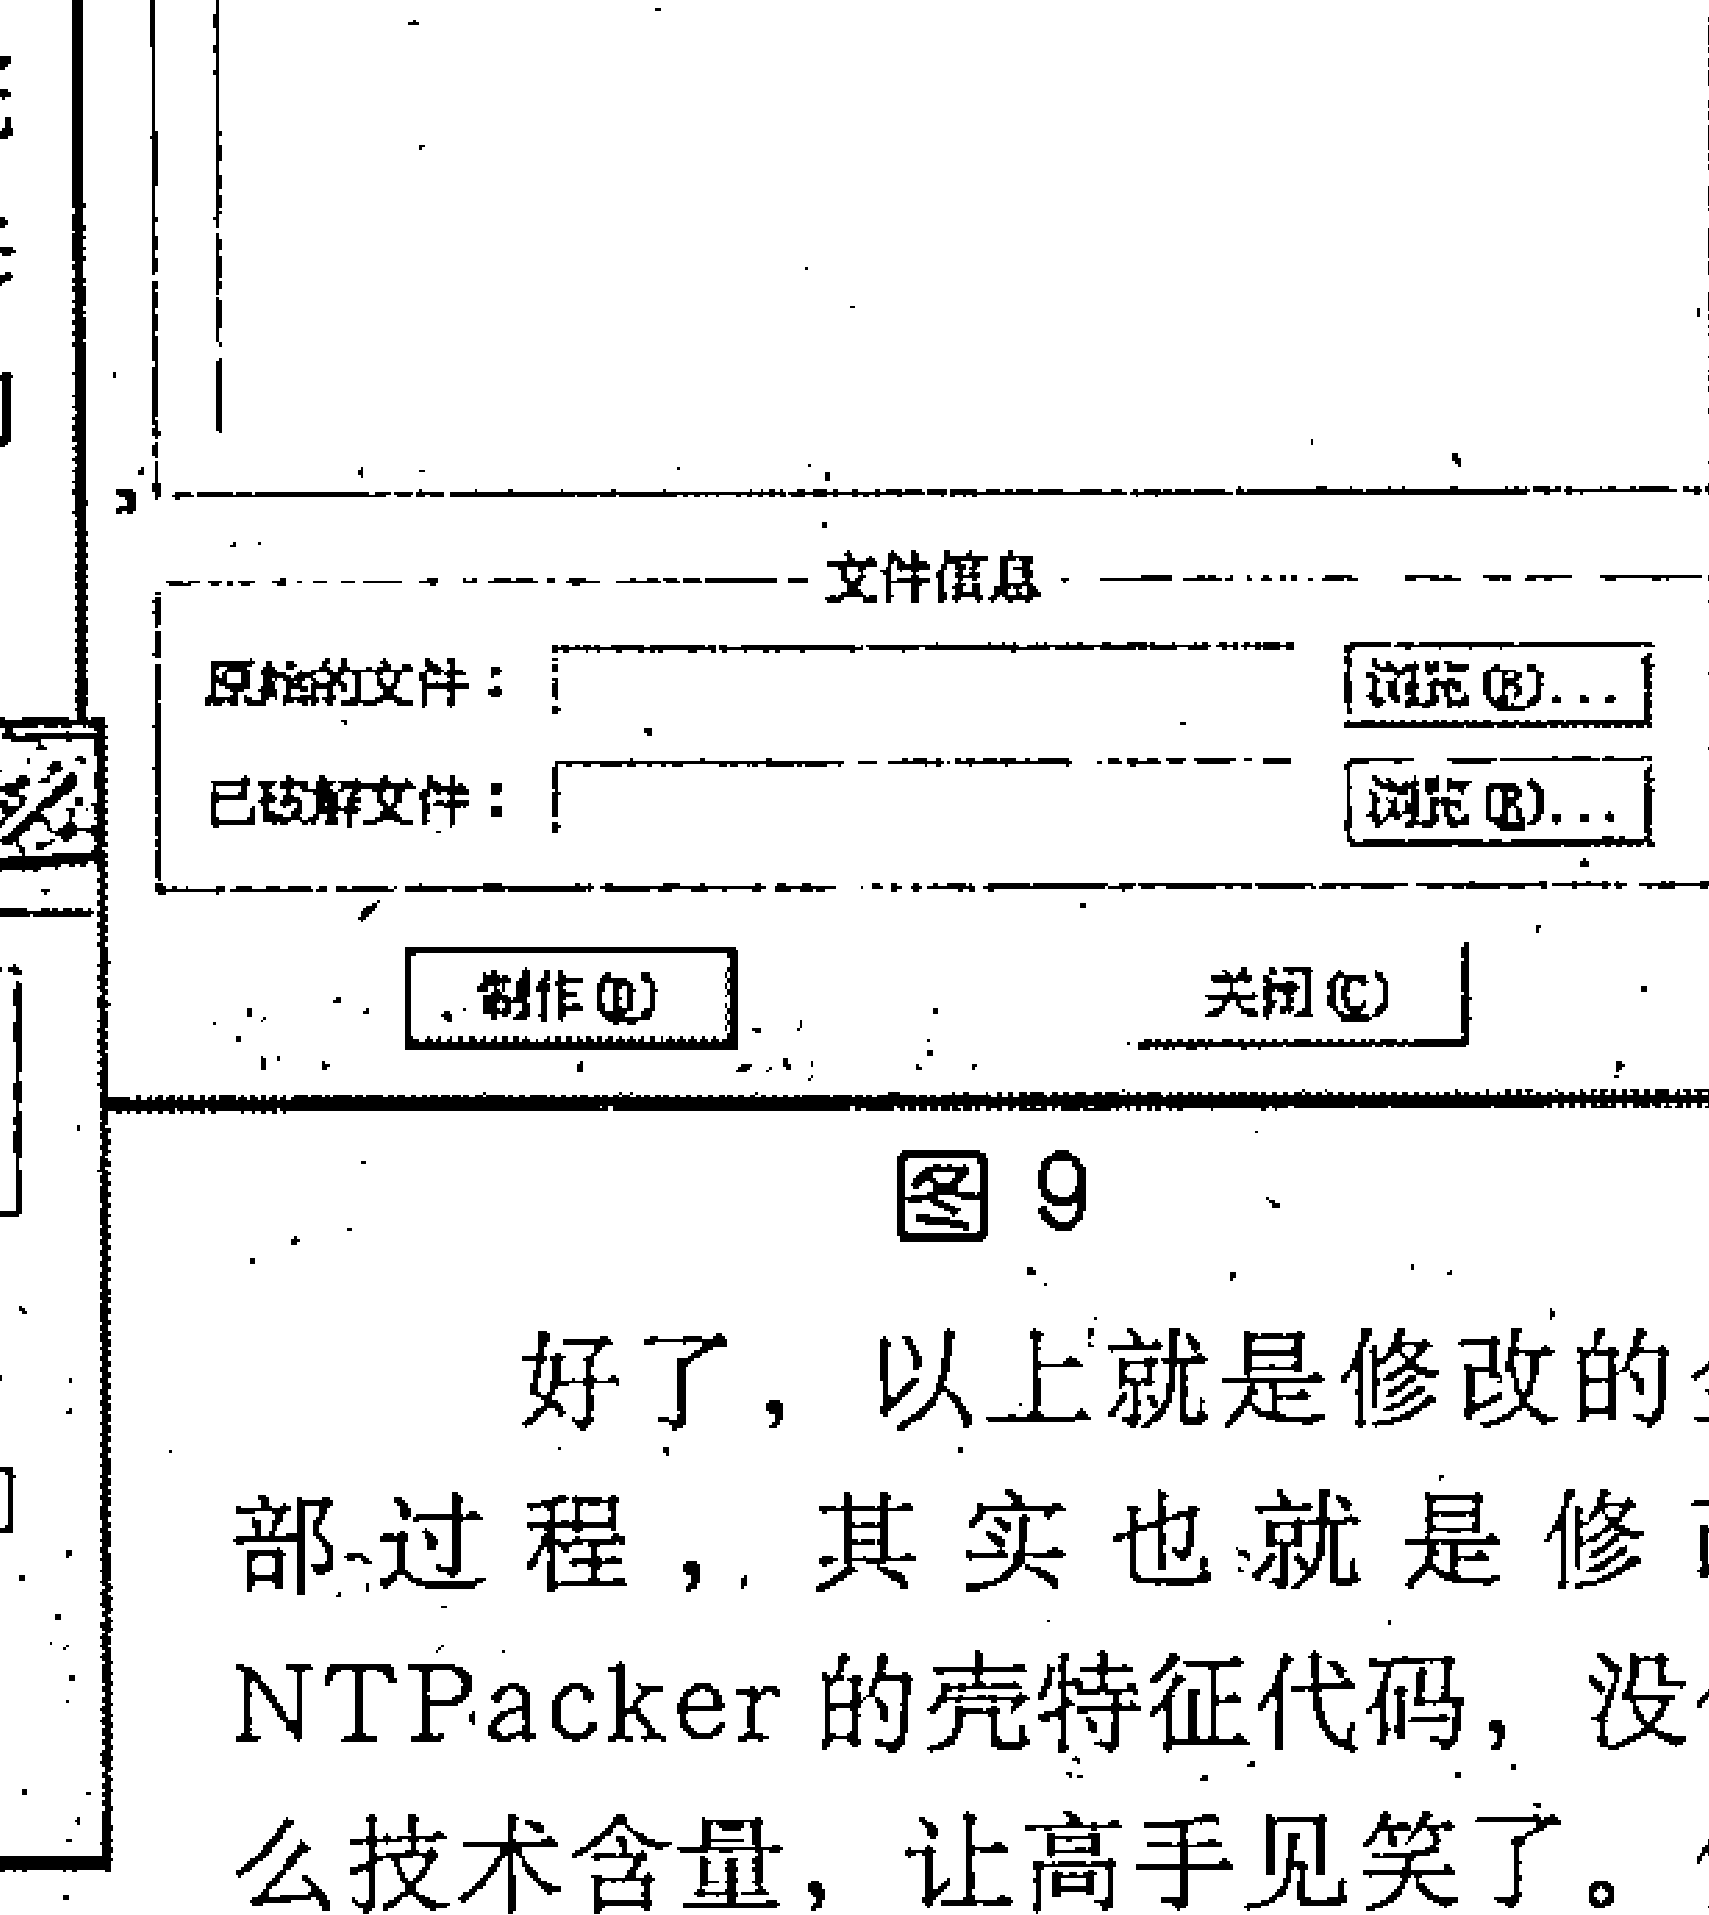 文件信息
原始的文件： 浏览(R)...
已破解文件： 浏览(R)...
制作(D) 关闭(C)
图 9
好了，以上就是修改的
部过程，其实也就是修
NTPacker 的壳特征代码，没
么技术含量，让高手见笑了。